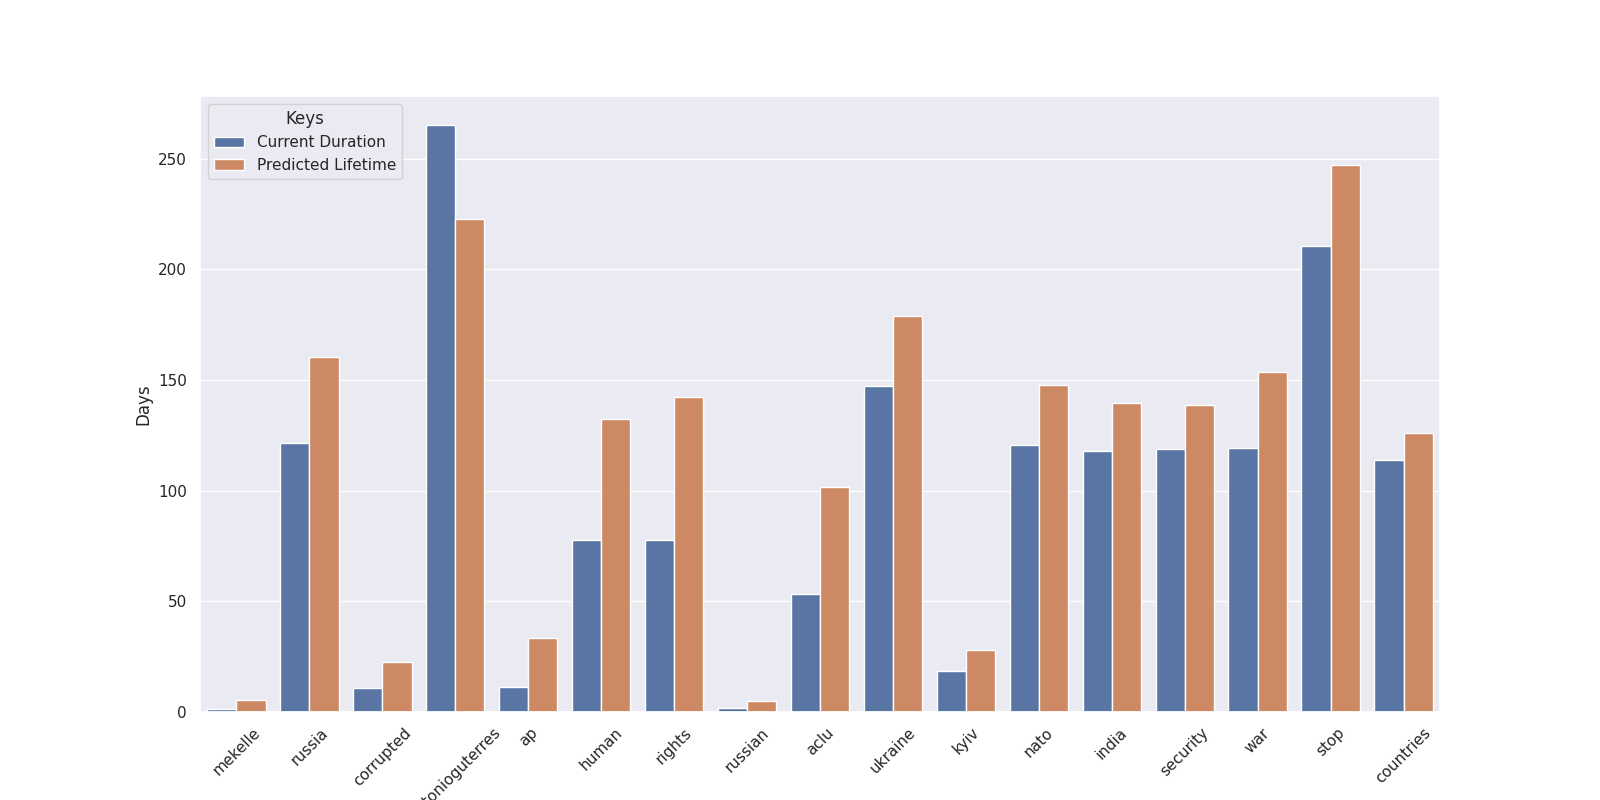 Keys
Current Duration
Predicted Lifetime
Days
250
200
150
100
50
0
mekelle
russia
corrupted
tonioguterres
ap
human
rights
russian
aclu
ukraine
kyiv
nato
india
security
war
stop
countries